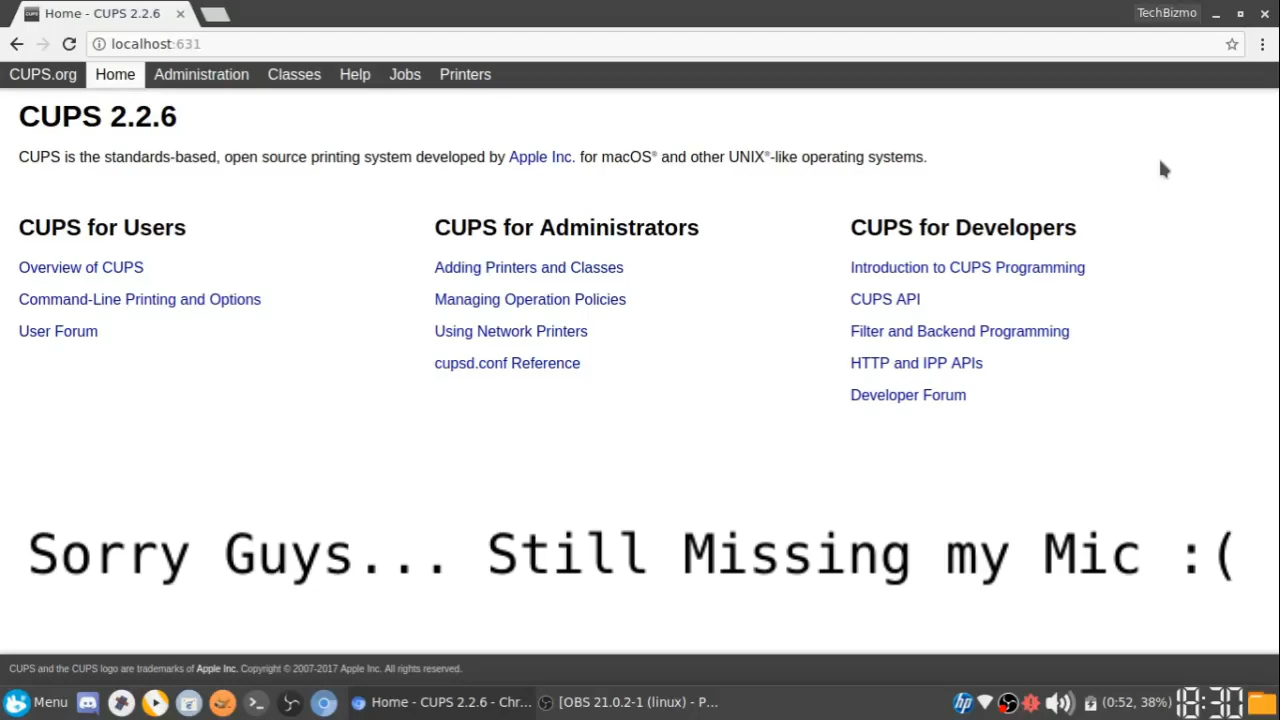 Home - CUPS 2.2.6
TechBizmo
localhost:631
CUPS.org Home Administration Classes Help Jobs Printers
CUPS 2.2.6
CUPS is the standards-based, open source printing system developed by Apple Inc. for macOS® and other UNIX®-like operating systems.
CUPS for Users
Overview of CUPS
Command-Line Printing and Options
User Forum
CUPS for Administrators
Adding Printers and Classes
Managing Operation Policies
Using Network Printers
cupsd.conf Reference
CUPS for Developers
Introduction to CUPS Programming
CUPS API
Filter and Backend Programming
HTTP and IPP APIs
Developer Forum
Sorry Guys... Still Missing my Mic :(
CUPS and the CUPS logo are trademarks of Apple Inc. Copyright © 2007-2017 Apple Inc. All rights reserved.
Menu Home - CUPS 2.2.6 - Chr... [OBS 21.0.2-1 (linux) - P... hp (0:52, 38%) 18:30